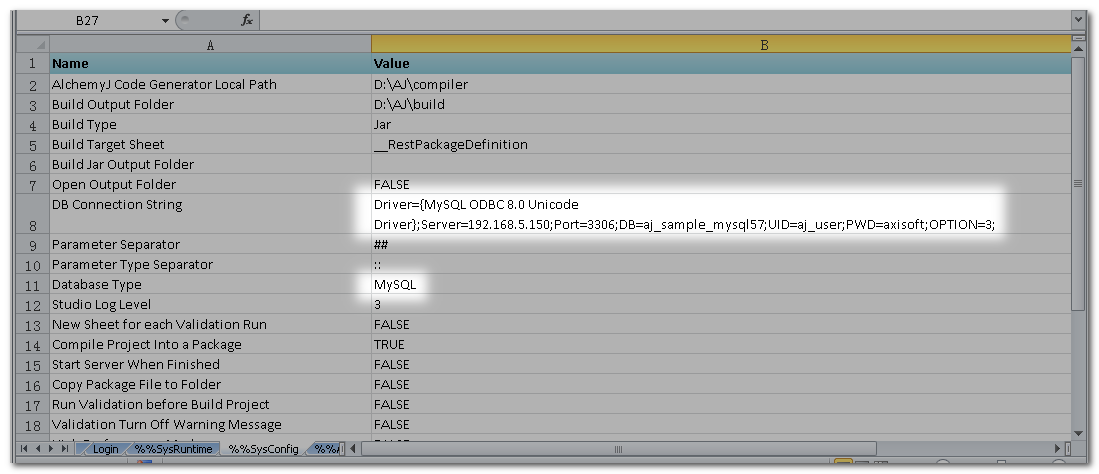 B27 fx
A B
1 Name Value
2 AlchemyJ Code Generator Local Path D:\AJ\compiler
3 Build Output Folder D:\AJ\build
4 Build Type Jar
5 Build Target Sheet __RestPackageDefinition
6 Build Jar Output Folder
7 Open Output Folder FALSE
DB Connection String Driver={MySQL ODBC 8.0 Unicode
8 Driver};Server=192.168.5.150;Port=3306;DB=aj_sample_mysql57;UID=aj_user;PWD=axisoft;OPTION=3;
9 Parameter Separator ##
10 Parameter Type Separator ::
11 Database Type MySQL
12 Studio Log Level 3
13 New Sheet for each Validation Run FALSE
14 Compile Project Into a Package TRUE
15 Start Server When Finished FALSE
16 Copy Package File to Folder FALSE
17 Run Validation before Build Project FALSE
18 Validation Turn Off Warning Message FALSE
Login %%SysRuntime %%SysConfig